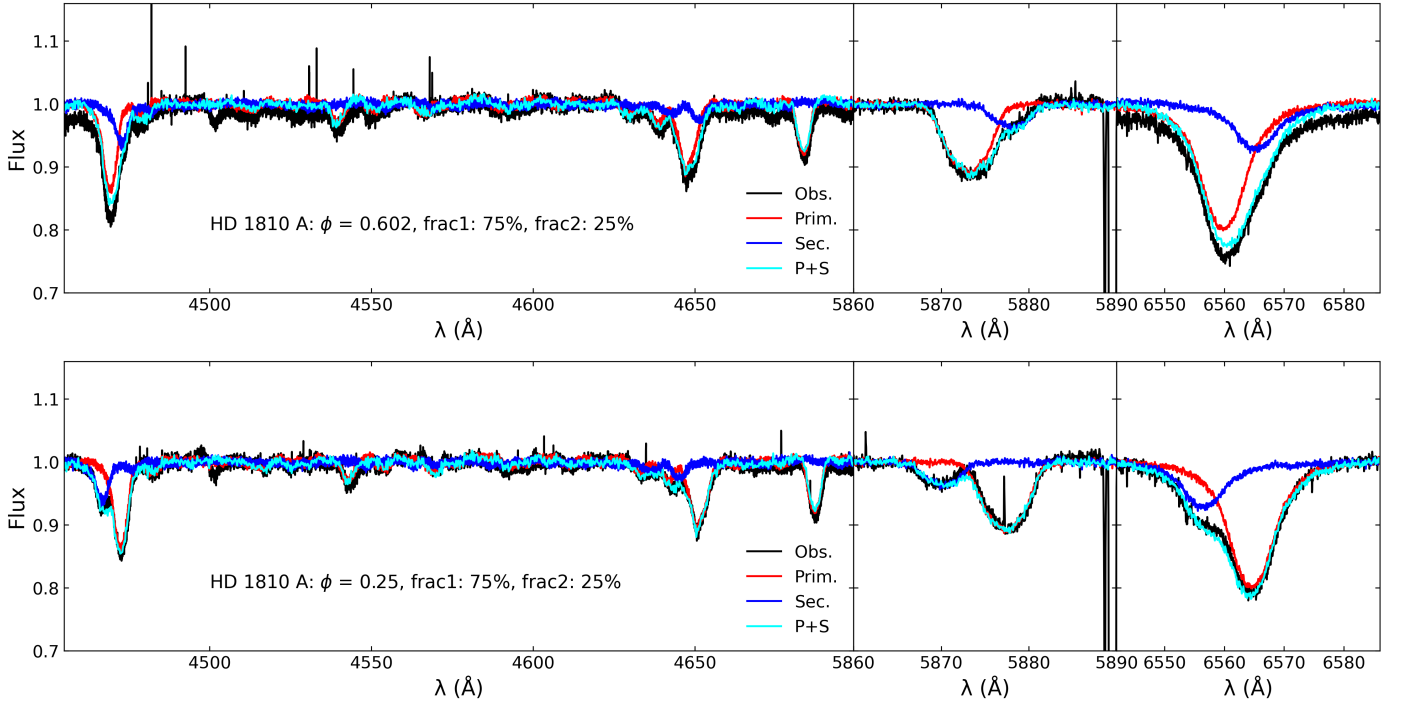 Flux
1.1
1.0
0.9
0.8
0.7
HD 1810 A: ϕ = 0.602, frac1: 75%, frac2: 25%
Obs.
Prim.
Sec.
P+S
4500 4550 4600 4650 5860 5870 5880 5890 6550 6560 6570 6580
λ (Å) λ (Å) λ (Å)
Flux
1.1
1.0
0.9
0.8
0.7
HD 1810 A: ϕ = 0.25, frac1: 75%, frac2: 25%
Obs.
Prim.
Sec.
P+S
4500 4550 4600 4650 5860 5870 5880 5890 6550 6560 6570 6580
λ (Å) λ (Å) λ (Å)